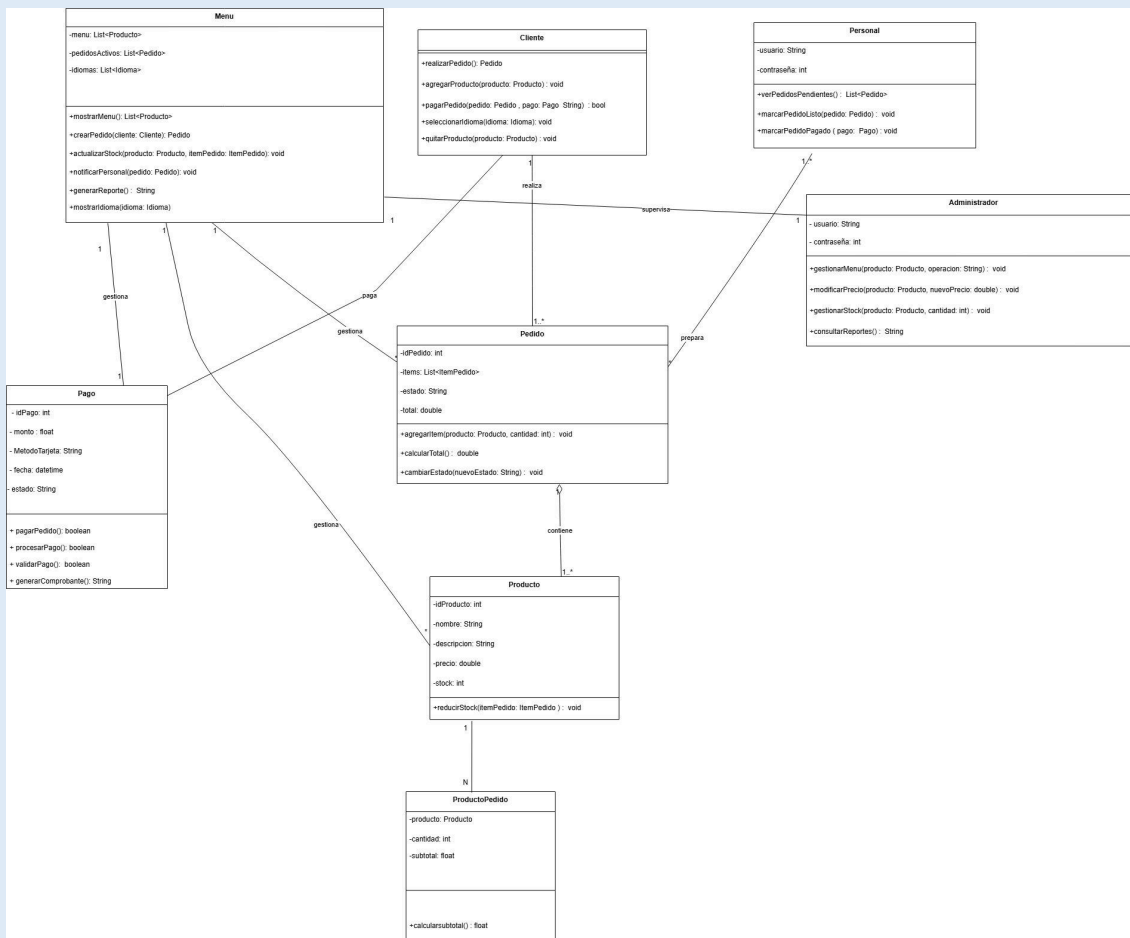 Menu
-menu: List<Producto>
-pedidosActivos: List<Pedido>
-idiomas: List<Idioma>
+mostrarMenu(): List<Producto>
+crearPedido(cliente: Cliente): Pedido
+actualizarStock(producto: Producto, itemPedido: ItemPedido): void
+notificarPersonal(pedido: Pedido): void
+generarReporte() : String
+mostrarIdioma(idioma: Idioma)
Cliente
+realizarPedido(): Pedido
+agregarProducto(producto: Producto) : void
+pagarPedido(pedido: Pedido , pago: Pago String) : bool
+seleccionarIdioma(idioma: Idioma): void
+quitarProducto(producto: Producto) : void
Personal
-usuario: String
-contraseña: int
+verPedidosPendientes() : List<Pedido>
+marcarPedidoListo(pedido: Pedido) : void
+marcarPedidoPagado ( pago: Pago) : void
1
1..*
realiza
Administrador
- usuario: String
- contraseña: int
+gestionarMenu(producto: Producto, operacion: String) : void
+modificarPrecio(producto: Producto, nuevoPrecio: double) : void
+gestionarStock(producto: Producto, cantidad: int) : void
+consultarReportes() : String
1
supervisa
1
1
1
1
gestiona
paga
gestiona
1..*
prepara
*
*
1
Pedido
-idPedido: int
-items: List<ItemPedido>
-estado: String
-total: double
+agregarItem(producto: Producto, cantidad: int) : void
+calcularTotal() : double
+cambiarEstado(nuevoEstado: String) : void
Pago
- idPago: int
- monto : float
- MetodoTarjeta: String
- fecha: datetime
- estado: String
+ pagarPedido(): boolean
+ procesarPago(): boolean
+ validarPago(): boolean
+ generarComprobante(): String
1
gestiona
contiene
1..*
*
Producto
-idProducto: int
-nombre: String
-descripcion: String
-precio: double
-stock: int
+reducirStock(itemPedido: ItemPedido ) : void
1
N
ProductoPedido
-producto: Producto
-cantidad: int
-subtotal: float
+calcularsubtotal() : float